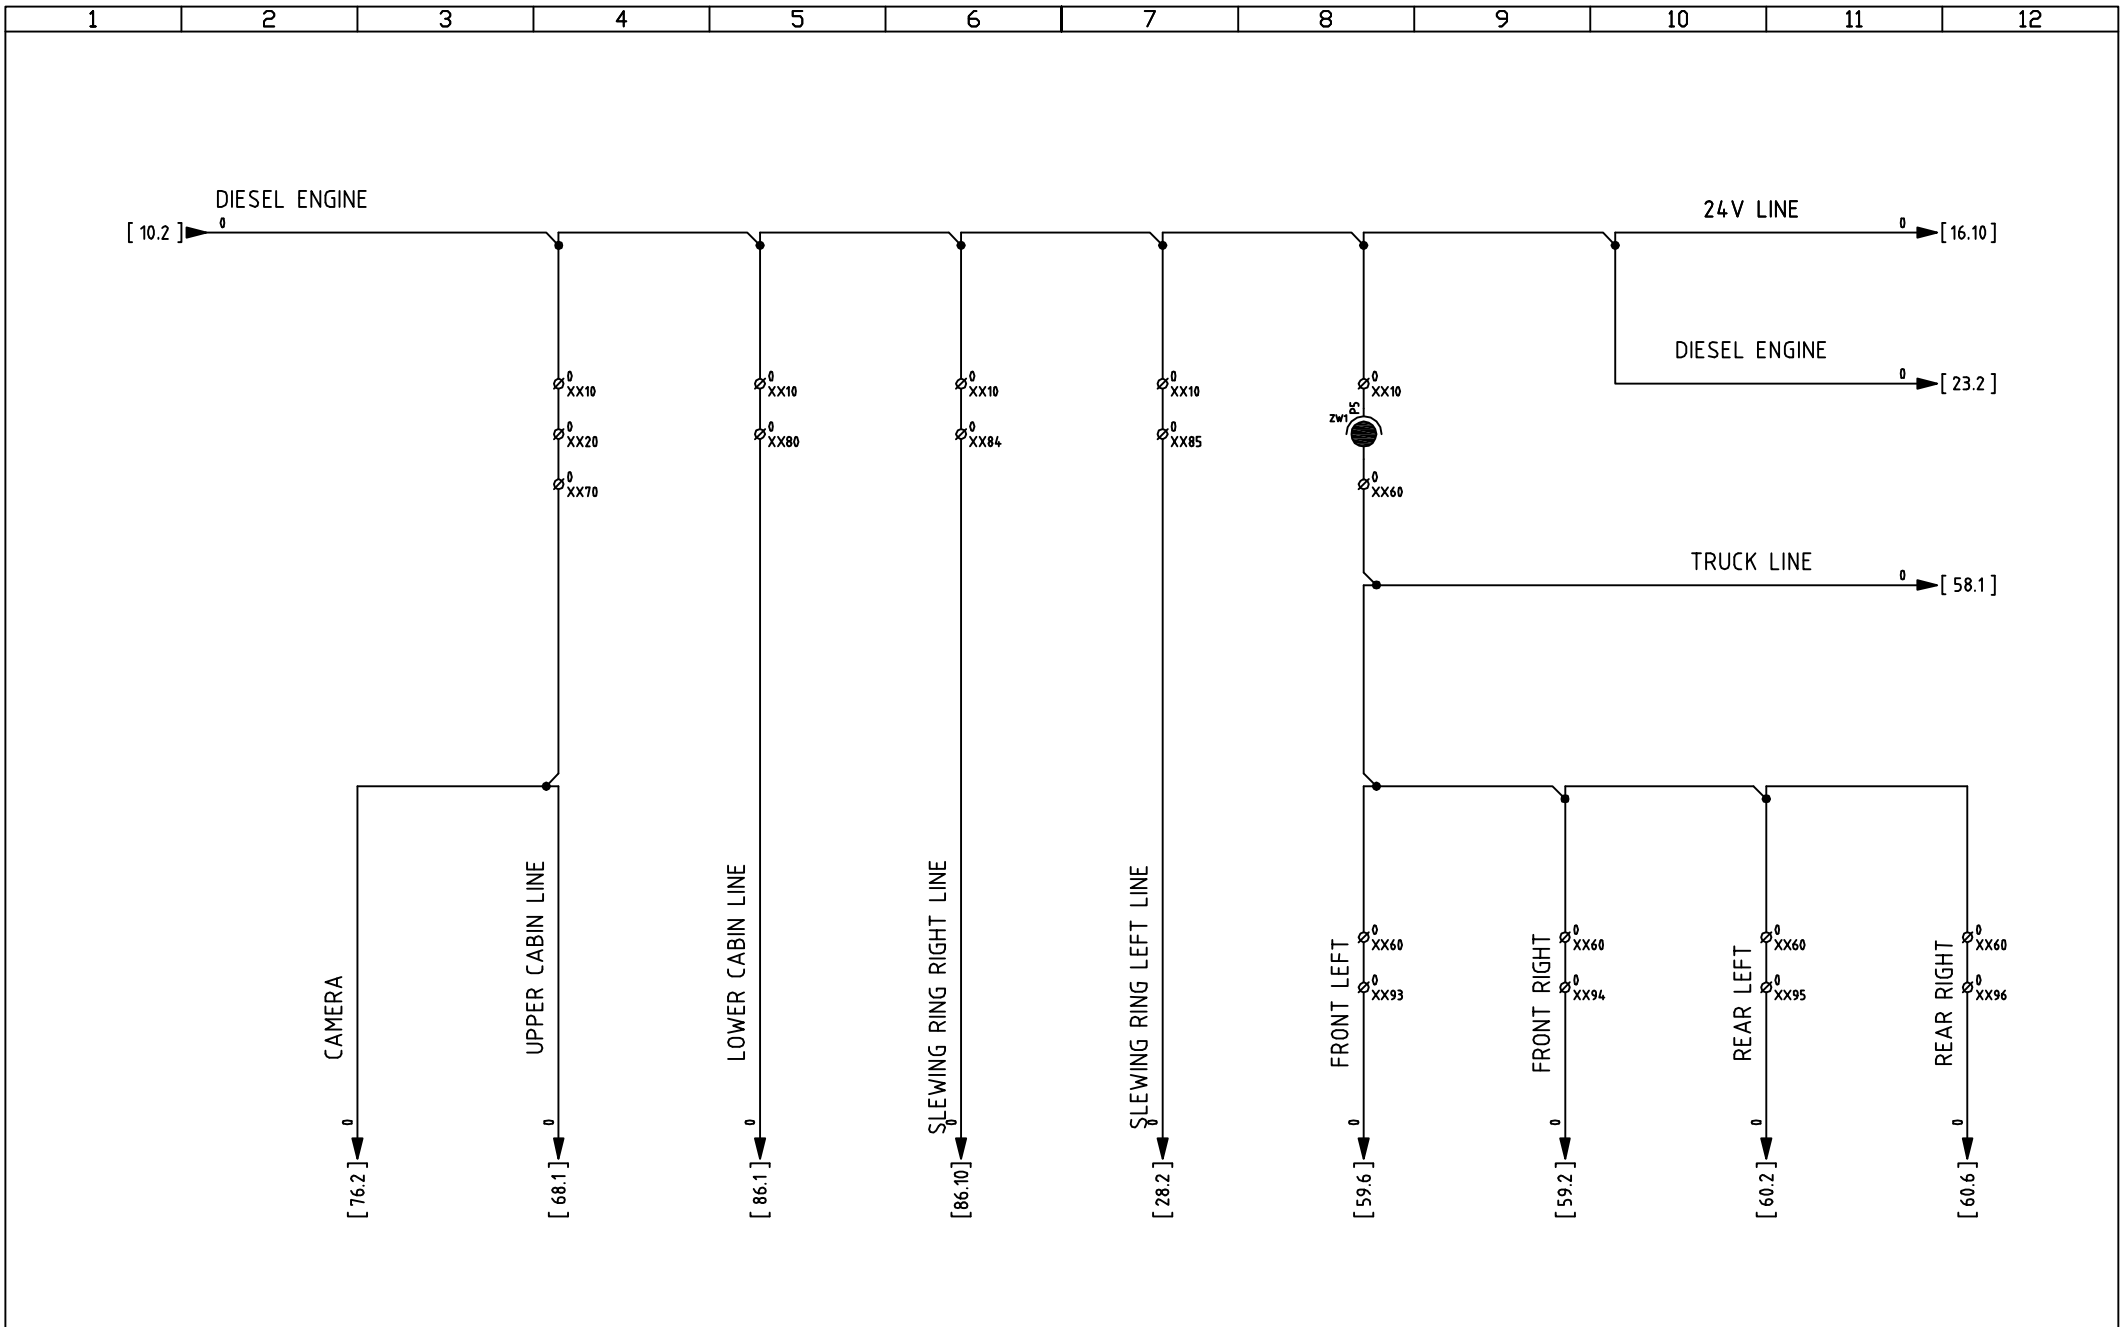 1 2 3 4 5 6 7 8 9 10 11 12
DIESEL ENGINE
24V LINE
[ 10.2 ] 0
0 [ 16.10 ]
DIESEL ENGINE
0 [ 23.2 ]
0 0 0 0 0
XX10 XX10 XX10 XX10 XX10
ZW1 P5
0 0 0 0
XX20 XX80 XX84 XX85
0 0
XX70 XX60
TRUCK LINE
0 [ 58.1 ]
CAMERA
UPPER CABIN LINE
LOWER CABIN LINE
SLEWING RING RIGHT LINE
SLEWING RING LEFT LINE
FRONT LEFT
FRONT RIGHT
REAR LEFT
REAR RIGHT
0 0 0 0
XX60 XX60 XX60 XX60
0 0 0 0
XX93 XX94 XX95 XX96
0 0 0 0 0 0 0 0 0
[ 76.2 ] [ 68.1 ] [ 86.1 ] [ 86.10 ] [ 28.2 ] [ 59.6 ] [ 59.2 ] [ 60.2 ] [ 60.6 ]